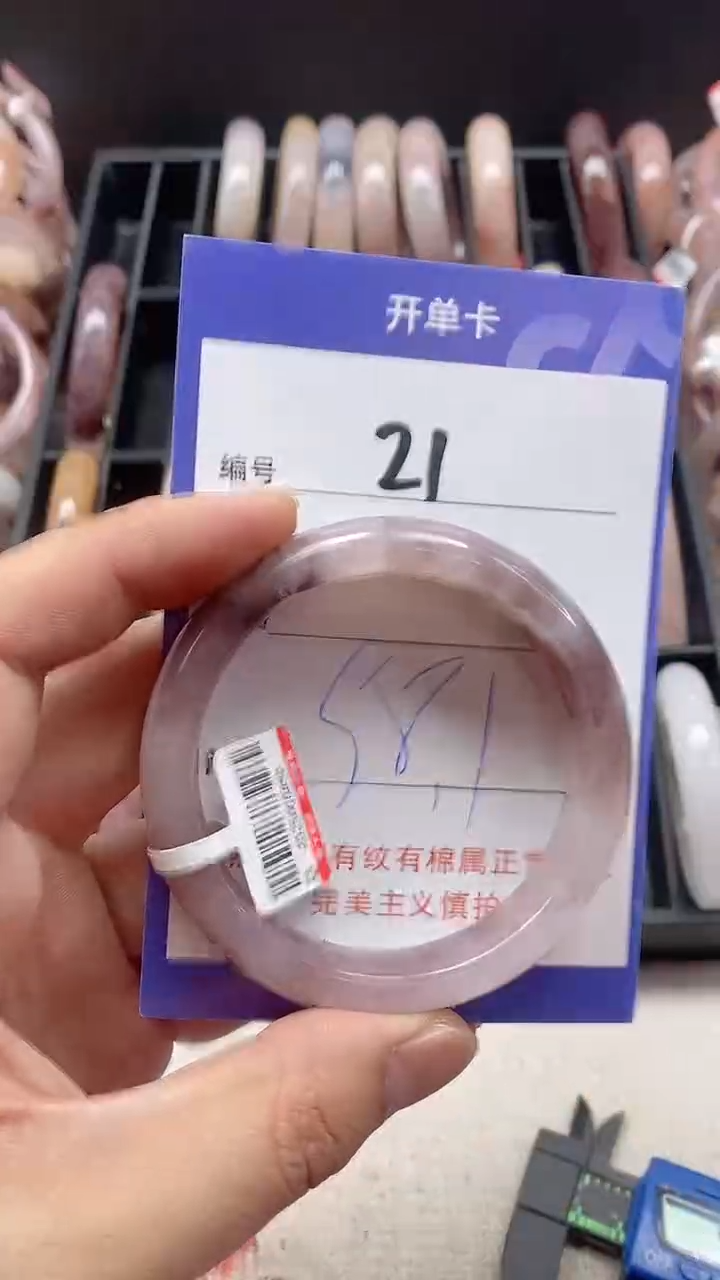 开单卡
编号 21
58.1
有纹有棉属正
完美主义慎拍